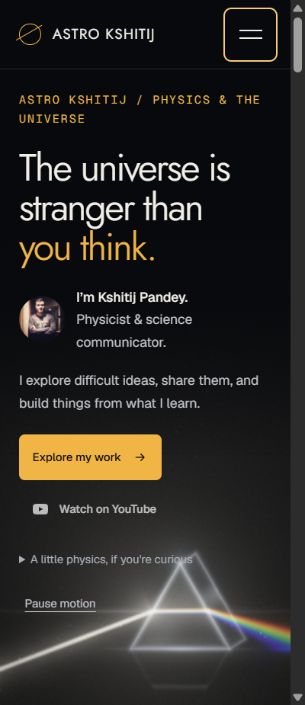 ASTRO KSHITIJ
ASTRO KSHITIJ / PHYSICS & THE
UNIVERSE
The universe is
stranger than
you think.
I'm Kshitij Pandey.
Physicist & science
communicator.
I explore difficult ideas, share them, and
build things from what I learn.
Explore my work →
Watch on YouTube
▶ A little physics, if you're curious
Pause motion